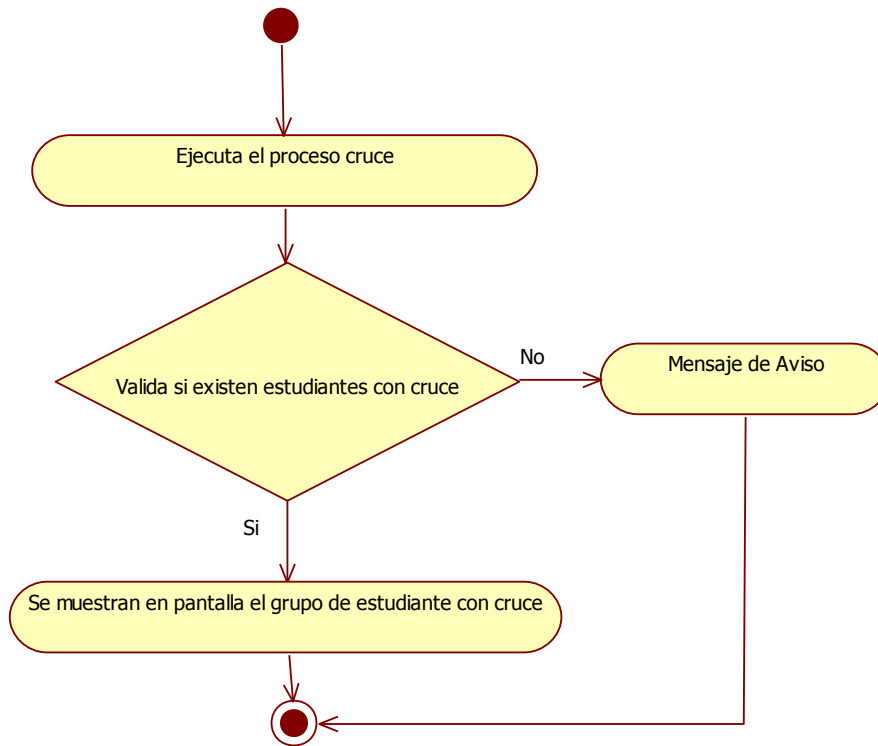 Ejecuta el proceso cruce
No
Mensaje de Aviso
Valida si existen estudiantes con cruce
Si
Se muestran en pantalla el grupo de estudiante con cruce